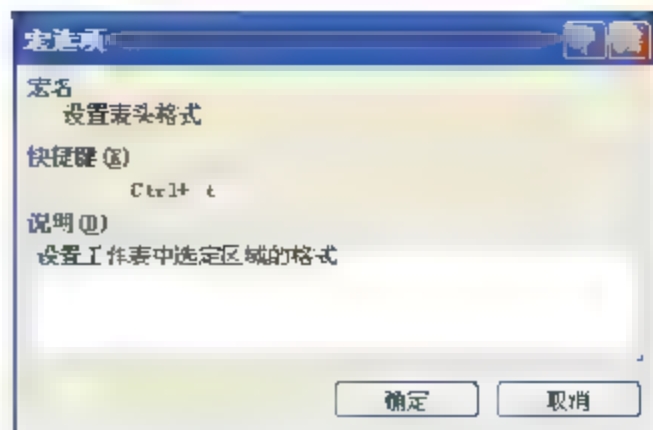 宏选项
宏名
设置表头格式
快捷键(K)
Ctrl+ t
说明(D)
设置工作表中选定区域的格式
确定 取消